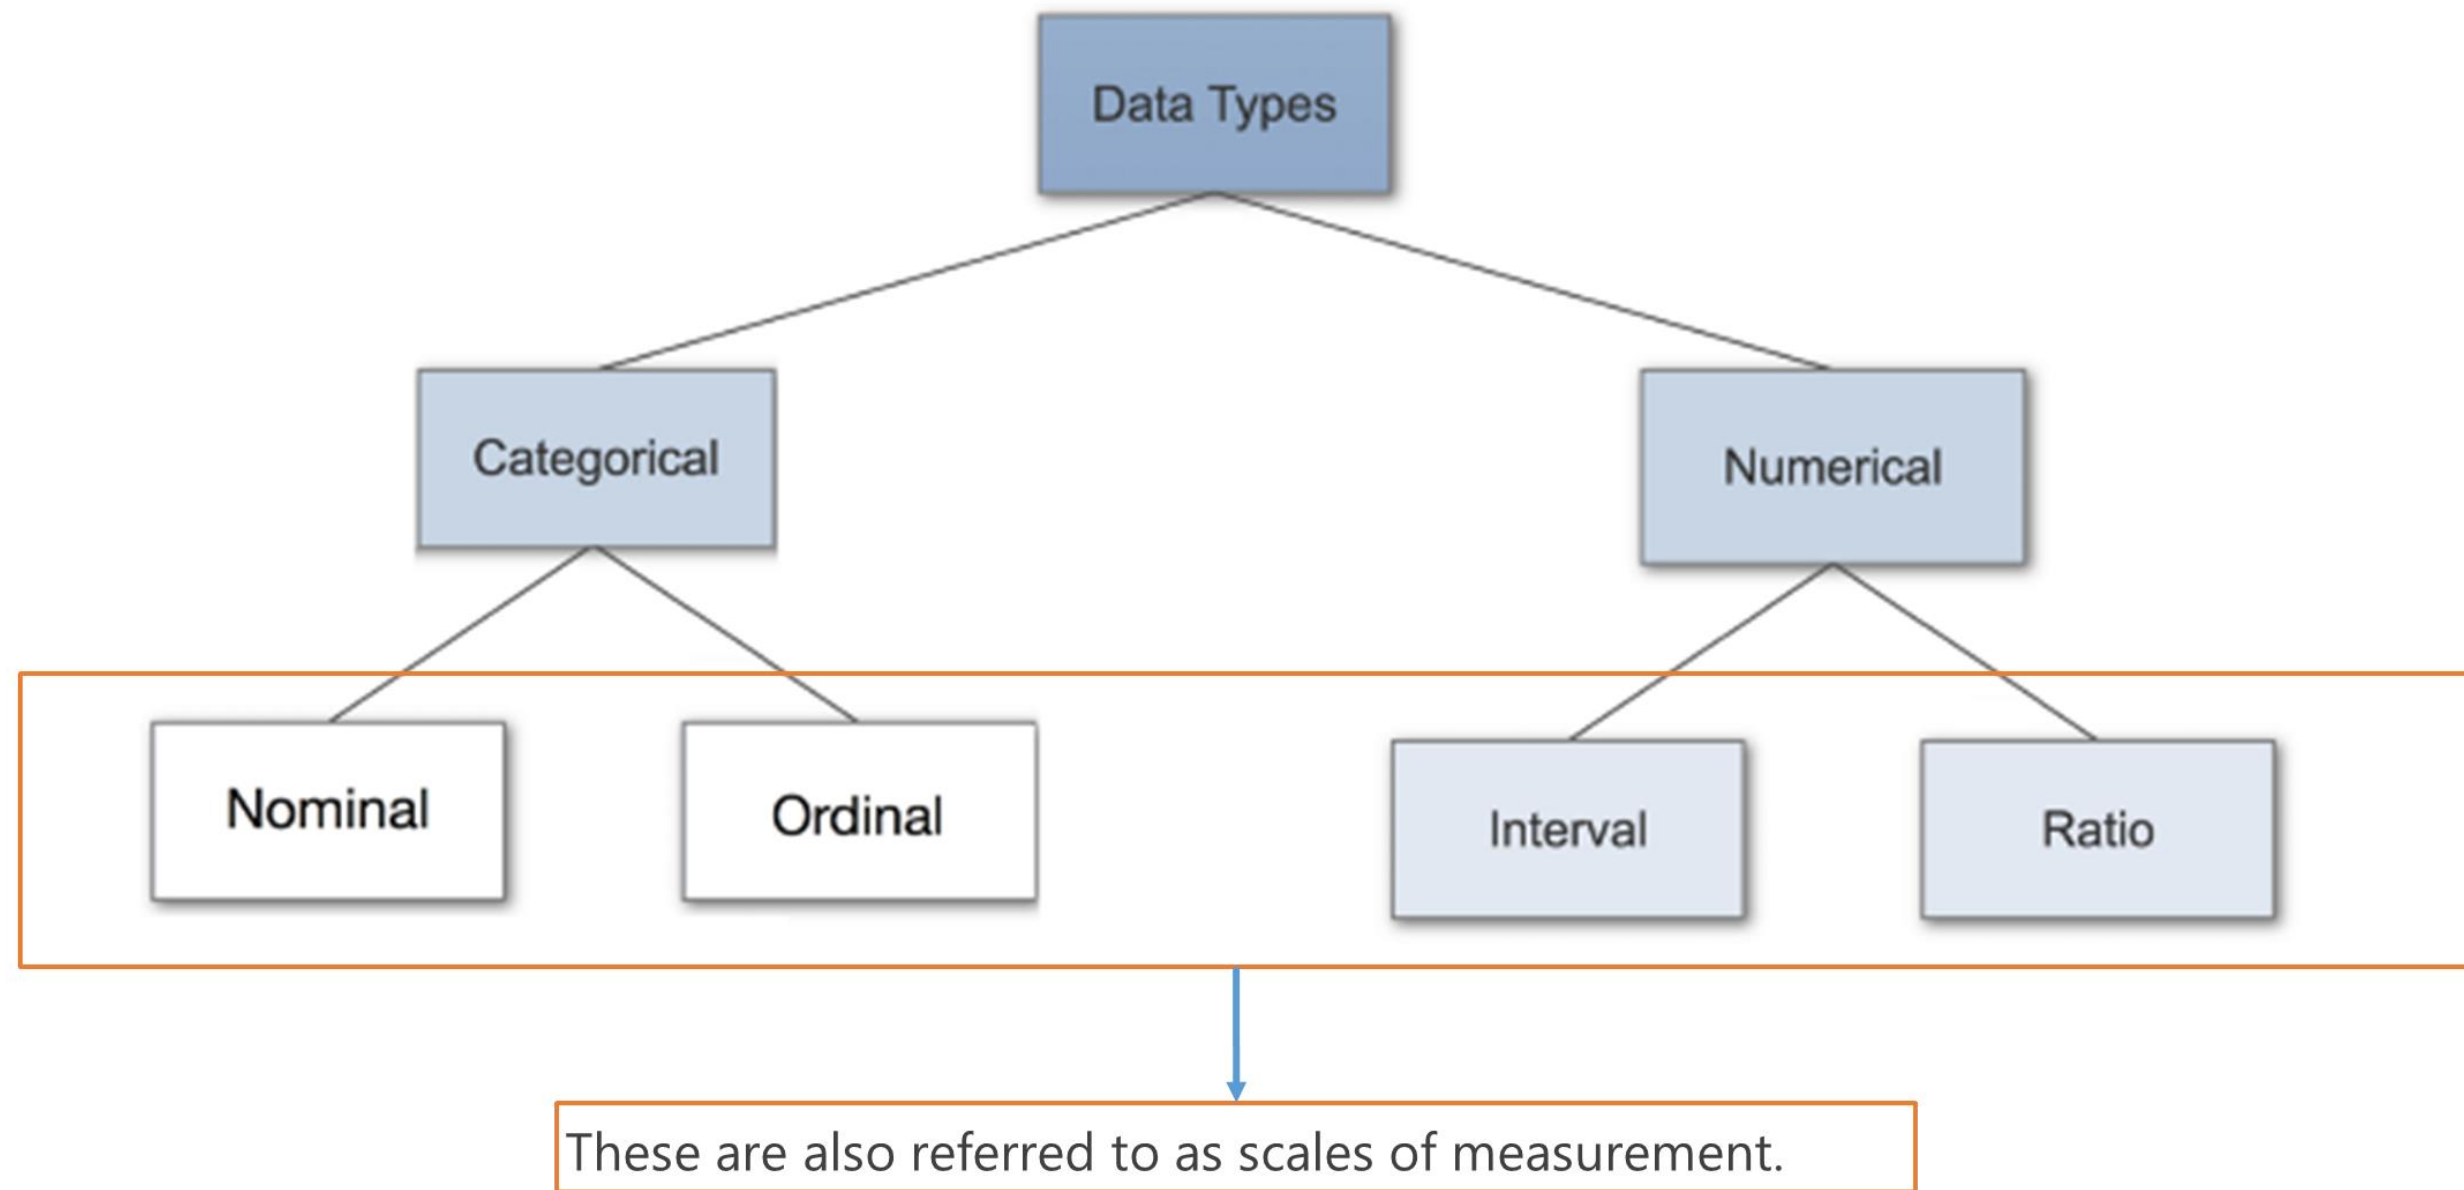 Data Types
Categorical
Numerical
Nominal
Ordinal
Interval
Ratio
These are also referred to as scales of measurement.